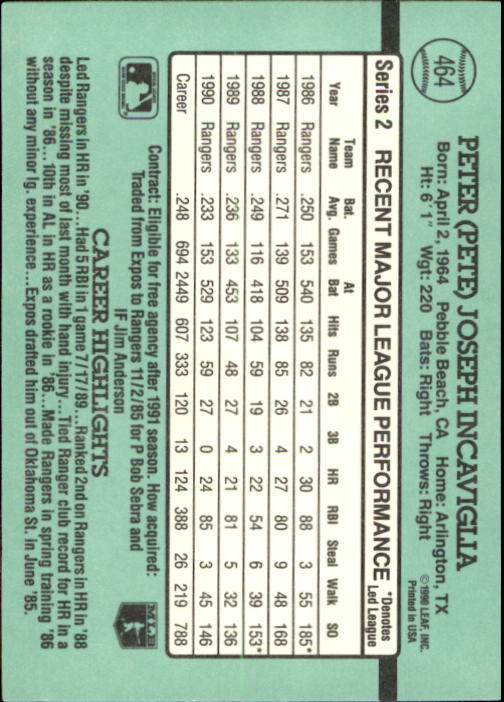 464
PETER (PETE) JOSEPH INCAVIGLIA
©1990 LEAF, INC.
Printed in USA
Born: April 2, 1964 Pebble Beach, CA Home: Arlington, TX
Ht: 6' 1" Wgt: 220 Bats: Right Throws: Right
Series 2 RECENT MAJOR LEAGUE PERFORMANCE *Denotes Led League
Year Team Name Bat. Avg. Games At Bat Hits Runs 2B 3B HR RBI Steal Walk SO
1986 Rangers .250 153 540 135 82 21 2 30 88 3 55 185*
1987 Rangers .271 139 509 138 85 26 4 27 80 9 48 168
1988 Rangers .249 116 418 104 59 19 3 22 54 6 39 153*
1989 Rangers .236 133 453 107 48 27 4 21 81 5 32 136
1990 Rangers .233 153 529 123 59 27 0 24 85 3 45 146
Career .248 694 2449 607 333 120 13 124 388 26 219 788
Contract: Eligible for free agency after 1991 season. How acquired:
Traded from Expos to Rangers 11/2/85 for P Bob Sebra and
IF Jim Anderson
MLB
CAREER HIGHLIGHTS
Led Rangers in HR in '90...Had 5 RBI in 1 game 7/17/89...Ranked 2nd on Rangers in HR in '88
despite missing most of last month with hand injury...Tied Ranger club record for HR in a
season in '86...10th in AL in HR as a rookie in '86...Made Rangers in spring training '86
without any minor lg. experience...Expos drafted him out of Oklahoma St. in June '85.